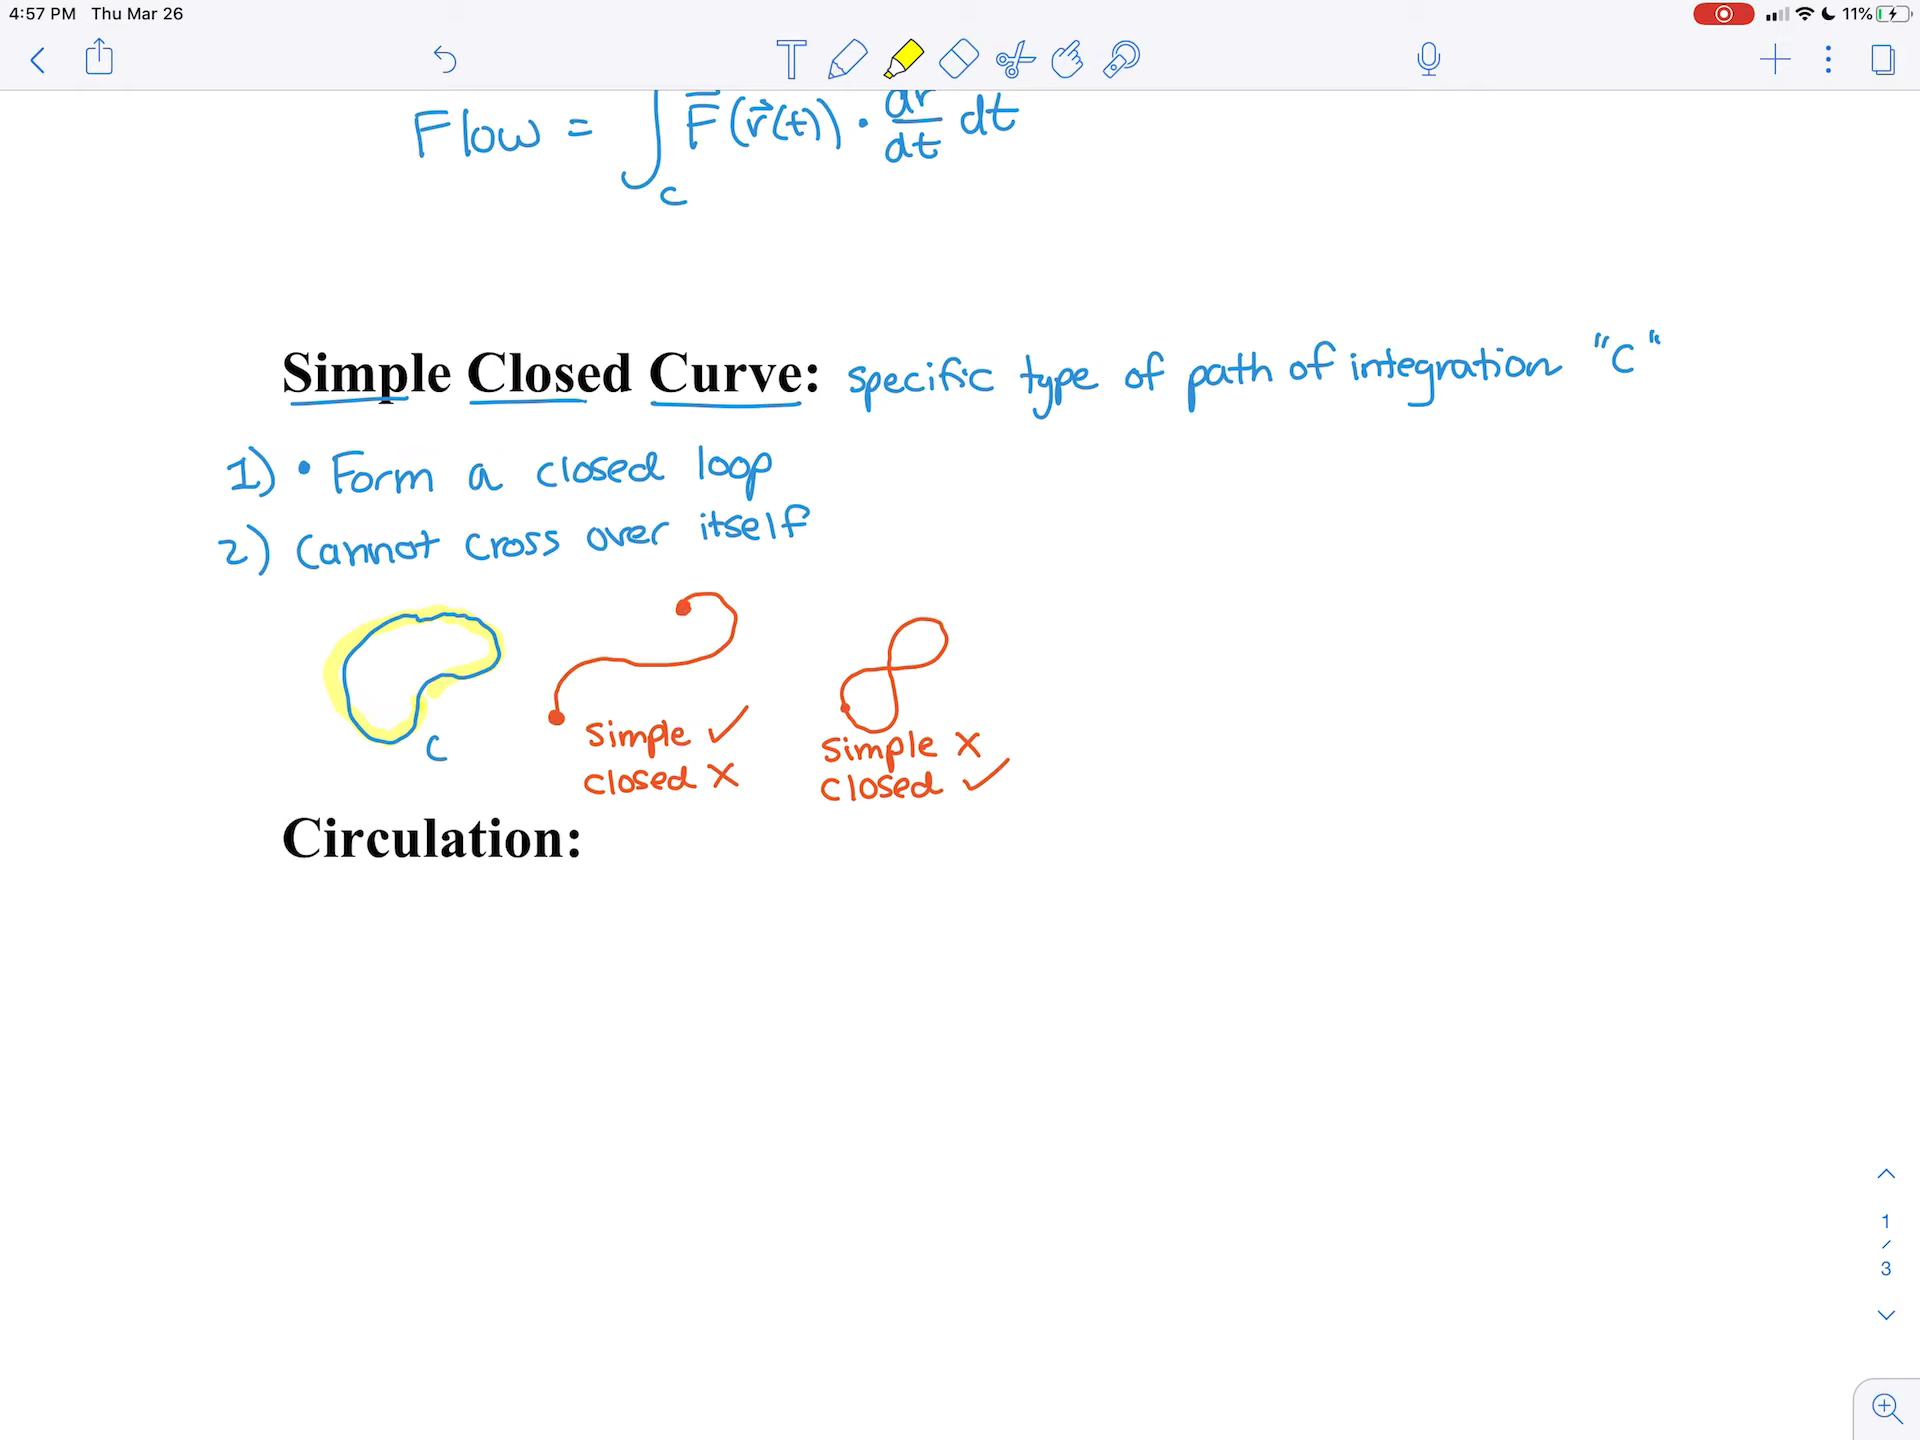 4:57 PM Thu Mar 26
11%
T
Flow = ∫_C F̅(r⃗(t)) · dr/dt dt
Simple Closed Curve: specific type of path of integration "C"
1) • Form a closed loop
2) Cannot cross over itself
C
Simple ✓
closed X
Simple X
closed ✓
Circulation:
1
/
3